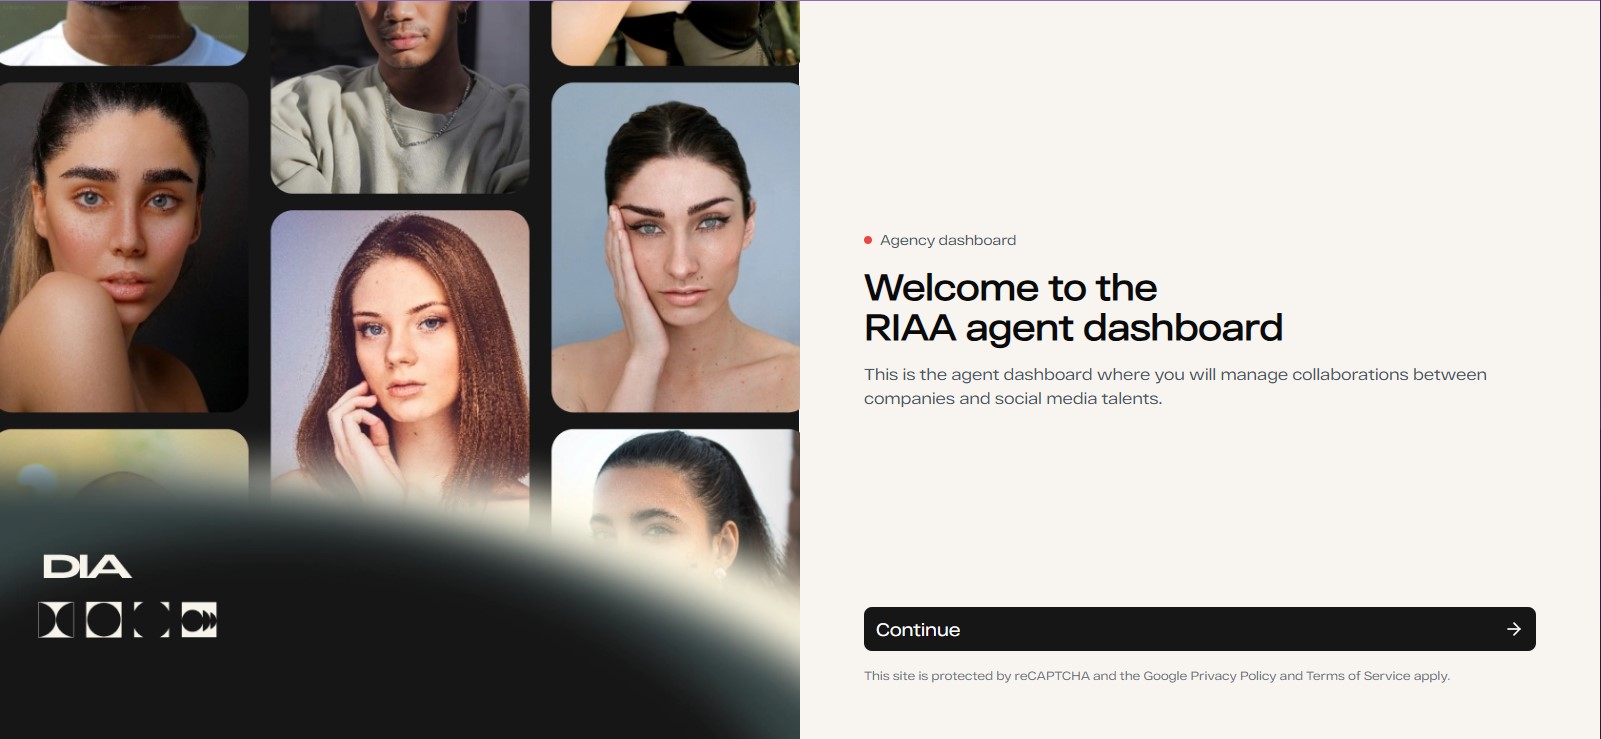 DIA
Agency dashboard
Welcome to the
RIAA agent dashboard
This is the agent dashboard where you will manage collaborations between
companies and social media talents.
Continue
This site is protected by reCAPTCHA and the Google Privacy Policy and Terms of Service apply.